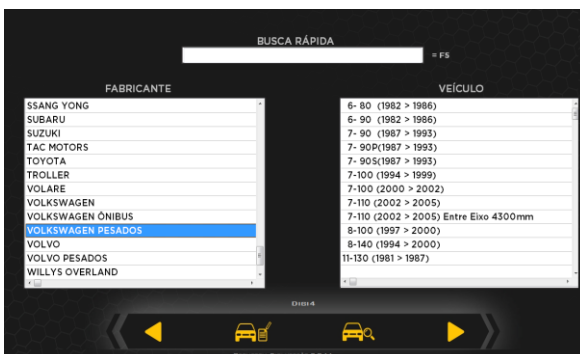 BUSCA RÁPIDA
= F5
FABRICANTE
SSANG YONG
SUBARU
SUZUKI
TAC MOTORS
TOYOTA
TROLLER
VOLARE
VOLKSWAGEN
VOLKSWAGEN ÔNIBUS
VOLKSWAGEN PESADOS
VOLVO
VOLVO PESADOS
WILLYS OVERLAND
VEÍCULO
6- 80 (1982 > 1986)
6- 90 (1982 > 1986)
7- 90 (1987 > 1993)
7- 90P(1987 > 1993)
7- 90S(1987 > 1993)
7-100 (1994 > 1999)
7-100 (2000 > 2002)
7-110 (2002 > 2005)
7-110 (2002 > 2005) Entre Eixo 4300mm
8-100 (1997 > 2000)
8-140 (1994 > 2000)
11-130 (1981 > 1987)
DIBI4